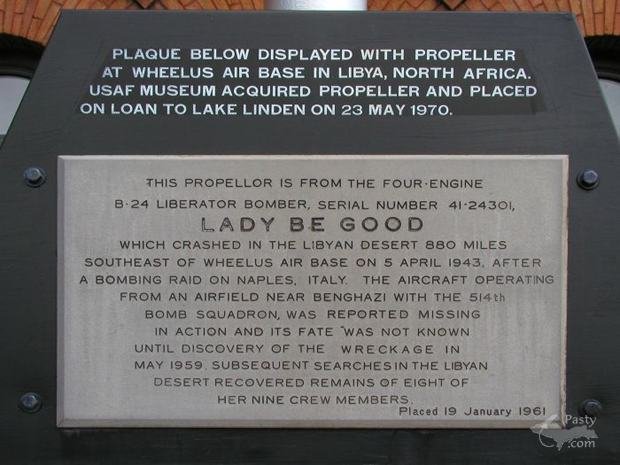 PLAQUE BELOW DISPLAYED WITH PROPELLER
AT WHEELUS AIR BASE IN LIBYA, NORTH AFRICA.
USAF MUSEUM ACQUIRED PROPELLER AND PLACED
ON LOAN TO LAKE LINDEN ON 23 MAY 1970.
THIS PROPELLOR IS FROM THE FOUR-ENGINE
B-24 LIBERATOR BOMBER, SERIAL NUMBER 41-24301,
LADY BE GOOD
WHICH CRASHED IN THE LIBYAN DESERT 880 MILES
SOUTHEAST OF WHEELUS AIR BASE ON 5 APRIL 1943, AFTER
A BOMBING RAID ON NAPLES, ITALY. THE AIRCRAFT OPERATING
FROM AN AIRFIELD NEAR BENGHAZI WITH THE 514th
BOMB SQUADRON, WAS REPORTED MISSING
IN ACTION AND ITS FATE WAS NOT KNOWN
UNTIL DISCOVERY OF THE WRECKAGE IN
MAY 1959. SUBSEQUENT SEARCHES IN THE LIBYAN
DESERT RECOVERED REMAINS OF EIGHT OF
HER NINE CREW MEMBERS.
Placed 19 January 1961
Pasty
.com